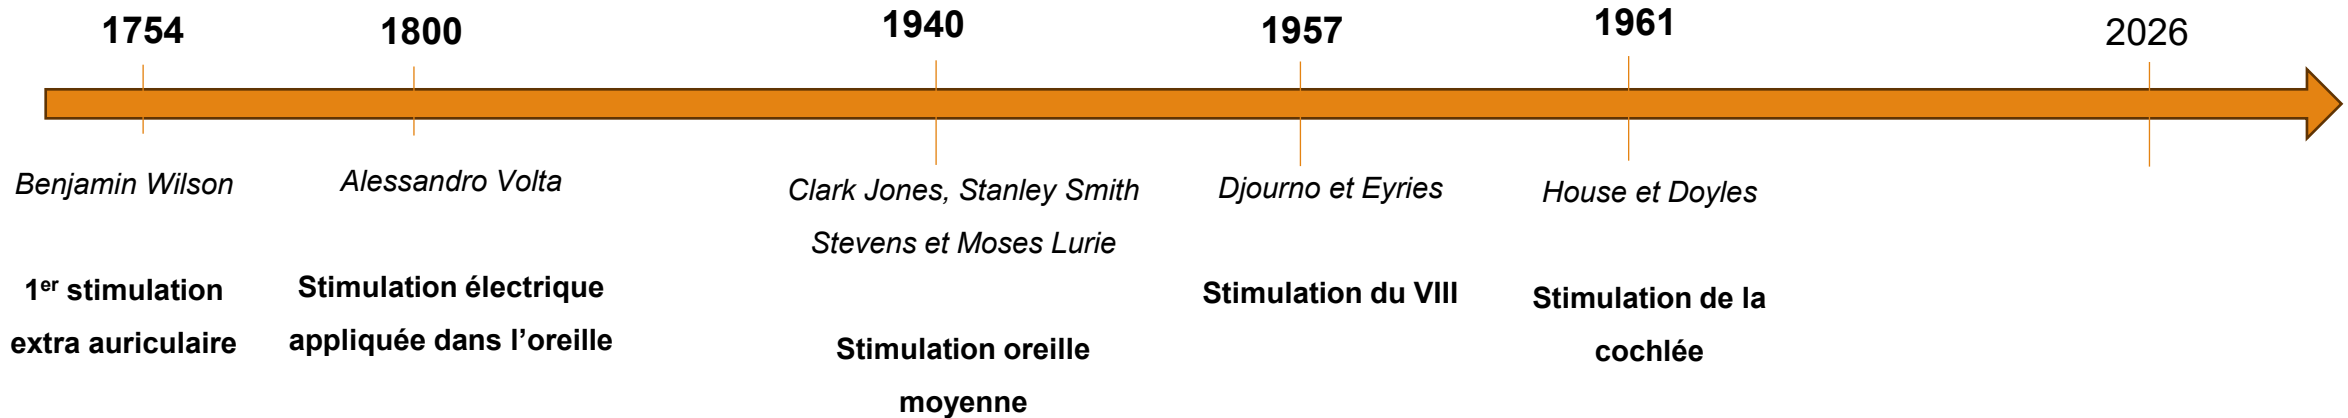 1754
1800
1940
1957
1961
2026
Benjamin Wilson
1er stimulation
extra auriculaire
Alessandro Volta
Stimulation électrique
appliquée dans l’oreille
Clark Jones, Stanley Smith
Stevens et Moses Lurie
Stimulation oreille
moyenne
Djourno et Eyries
Stimulation du VIII
House et Doyles
Stimulation de la
cochlée